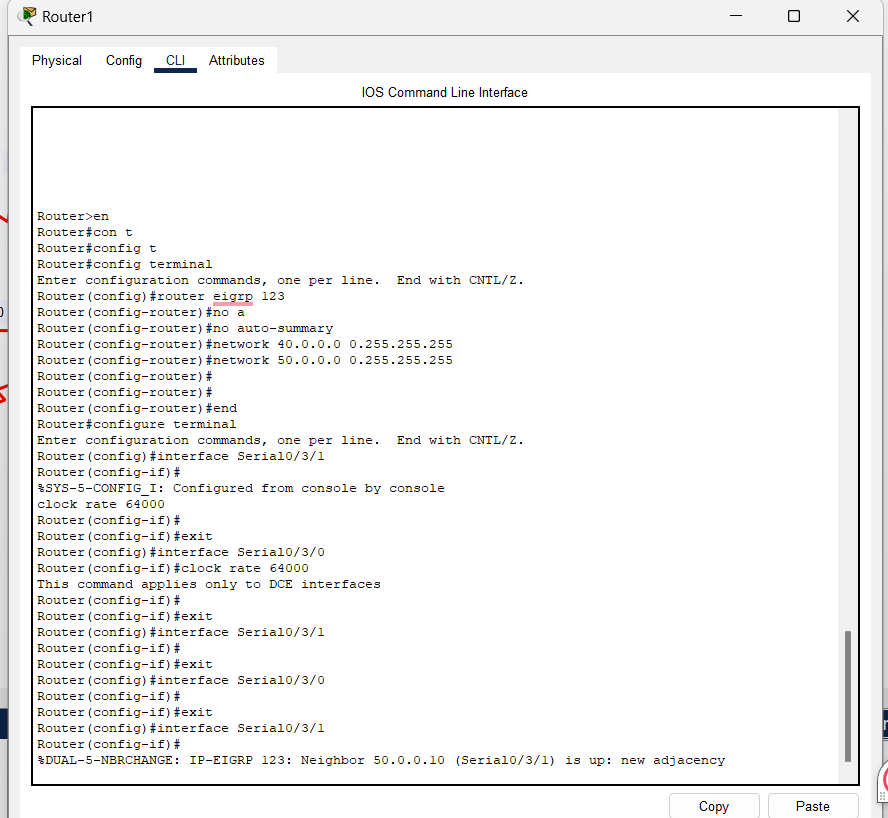 Router1
Physical Config CLI Attributes
IOS Command Line Interface
Router>en
Router#con t
Router#config t
Router#config terminal
Enter configuration commands, one per line.  End with CNTL/Z.
Router(config)#router eigrp 123
Router(config-router)#no a
Router(config-router)#no auto-summary
Router(config-router)#network 40.0.0.0 0.255.255.255
Router(config-router)#network 50.0.0.0 0.255.255.255
Router(config-router)#
Router(config-router)#
Router(config-router)#end
Router#configure terminal
Enter configuration commands, one per line.  End with CNTL/Z.
Router(config)#interface Serial0/3/1
Router(config-if)#
%SYS-5-CONFIG_I: Configured from console by console
clock rate 64000
Router(config-if)#
Router(config-if)#exit
Router(config)#interface Serial0/3/0
Router(config-if)#clock rate 64000
This command applies only to DCE interfaces
Router(config-if)#
Router(config-if)#exit
Router(config)#interface Serial0/3/1
Router(config-if)#
Router(config-if)#exit
Router(config)#interface Serial0/3/0
Router(config-if)#
Router(config-if)#exit
Router(config)#interface Serial0/3/1
Router(config-if)#
%DUAL-5-NBRCHANGE: IP-EIGRP 123: Neighbor 50.0.0.10 (Serial0/3/1) is up: new adjacency
Copy Paste